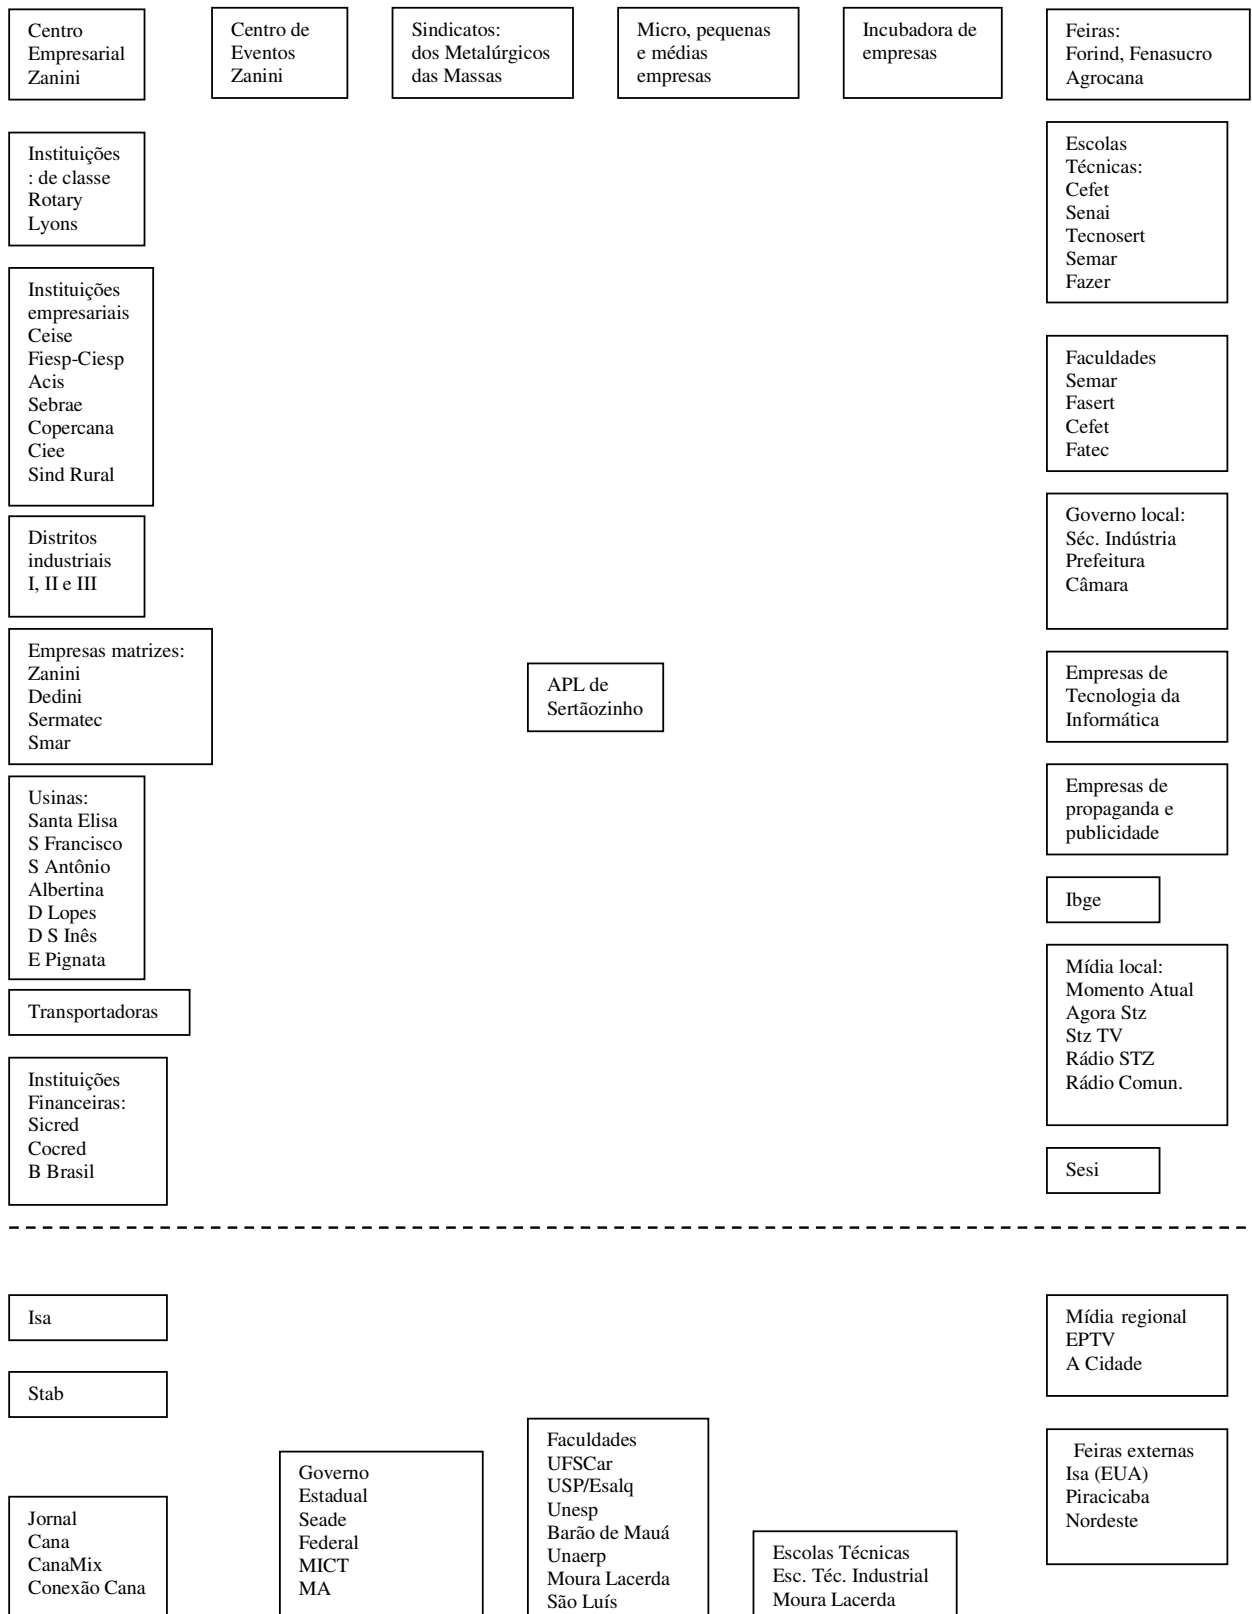 Centro
Empresarial
Zanini
Centro de
Eventos
Zanini
Sindicatos:
dos Metalúrgicos
das Massas
Micro, pequenas
e médias
empresas
Incubadora de
empresas
Feiras:
Forind, Fenasucro
Agrocana
Instituições
: de classe
Rotary
Lyons
Escolas
Técnicas:
Cefet
Senai
Tecnosert
Semar
Fazer
Instituições
empresariais
Ceise
Fiesp-Ciesp
Acis
Sebrae
Copercana
Ciee
Sind Rural
Faculdades
Semar
Fasert
Cefet
Fatec
Distritos
industriais
I, II e III
Governo local:
Séc. Indústria
Prefeitura
Câmara
Empresas matrizes:
Zanini
Dedini
Sermatec
Smar
APL de
Sertãozinho
Empresas de
Tecnologia da
Informática
Usinas:
Santa Elisa
S Francisco
S Antônio
Albertina
D Lopes
D S Inês
E Pignata
Empresas de
propaganda e
publicidade
Ibge
Transportadoras
Mídia local:
Momento Atual
Agora Stz
Stz TV
Rádio STZ
Rádio Comun.
Instituições
Financeiras:
Sicred
Cocred
B Brasil
Sesi
Isa
Stab
Mídia regional
EPTV
A Cidade
Jornal
Cana
CanaMix
Conexão Cana
Governo
Estadual
Seade
Federal
MICT
MA
Faculdades
UFSCar
USP/Esalq
Unesp
Barão de Mauá
Unaerp
Moura Lacerda
São Luís
Escolas Técnicas
Esc. Téc. Industrial
Moura Lacerda
Feiras externas
Isa (EUA)
Piracicaba
Nordeste